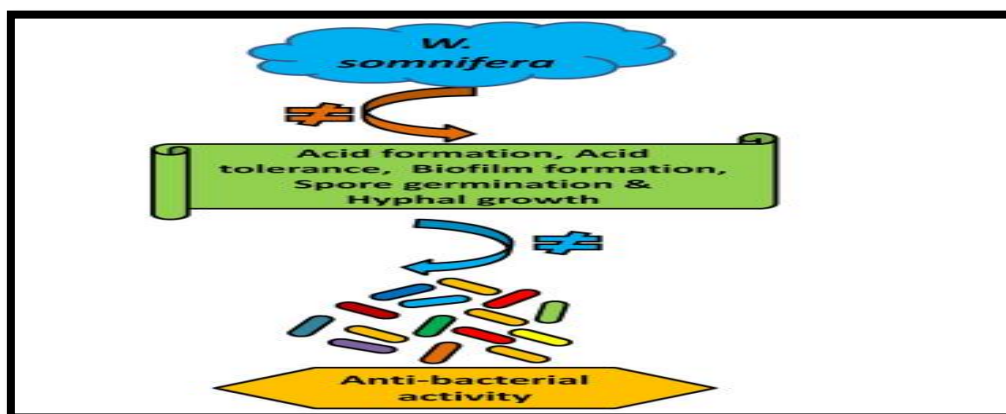 W.
somnifera
≠
Acid formation, Acid
tolerance, Biofilm formation,
Spore germination &
Hyphal growth
≠
Anti-bacterial
activity